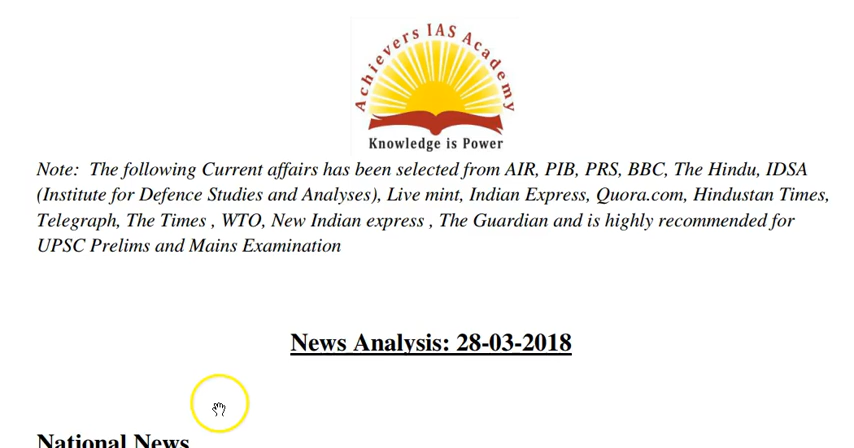 Achievers IAS Academy
Knowledge is Power
Note:  The following Current affairs has been selected from AIR, PIB, PRS, BBC, The Hindu, IDSA
(Institute for Defence Studies and Analyses), Live mint, Indian Express, Quora.com, Hindustan Times,
Telegraph, The Times , WTO, New Indian express , The Guardian and is highly recommended for
UPSC Prelims and Mains Examination
News Analysis: 28-03-2018
National News